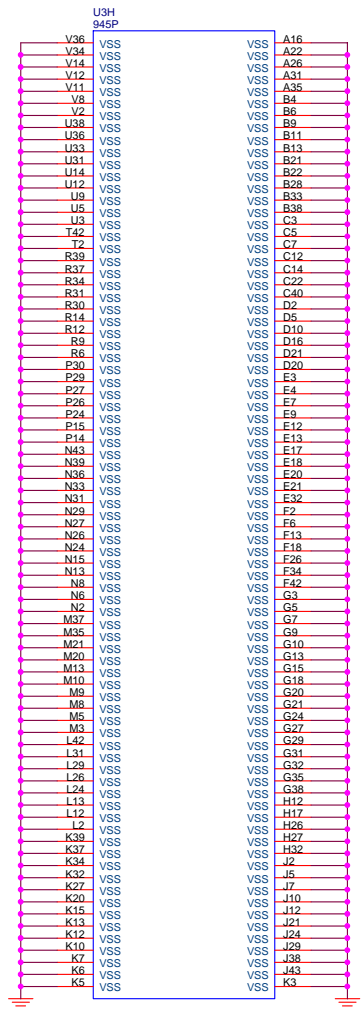 U3H
945P
V36 VSS
V34 VSS
V14 VSS
V12 VSS
V11 VSS
V8 VSS
V2 VSS
U38 VSS
U36 VSS
U33 VSS
U31 VSS
U14 VSS
U12 VSS
U9 VSS
U5 VSS
U3 VSS
T42 VSS
T2 VSS
R39 VSS
R37 VSS
R34 VSS
R31 VSS
R30 VSS
R14 VSS
R12 VSS
R9 VSS
R6 VSS
P30 VSS
P29 VSS
P27 VSS
P26 VSS
P24 VSS
P15 VSS
P14 VSS
N43 VSS
N39 VSS
N36 VSS
N33 VSS
N31 VSS
N29 VSS
N27 VSS
N26 VSS
N24 VSS
N15 VSS
N13 VSS
N8 VSS
N6 VSS
N2 VSS
M37 VSS
M35 VSS
M21 VSS
M20 VSS
M13 VSS
M10 VSS
M9 VSS
M8 VSS
M5 VSS
M3 VSS
L42 VSS
L31 VSS
L29 VSS
L26 VSS
L24 VSS
L13 VSS
L12 VSS
L2 VSS
K39 VSS
K37 VSS
K34 VSS
K32 VSS
K27 VSS
K20 VSS
K15 VSS
K13 VSS
K12 VSS
K10 VSS
K7 VSS
K6 VSS
K5 VSS
VSS A16
VSS A22
VSS A26
VSS A31
VSS A35
VSS B4
VSS B6
VSS B9
VSS B11
VSS B13
VSS B21
VSS B22
VSS B28
VSS B33
VSS B38
VSS C3
VSS C5
VSS C7
VSS C12
VSS C14
VSS C22
VSS C40
VSS D2
VSS D5
VSS D10
VSS D16
VSS D21
VSS D20
VSS E3
VSS E4
VSS E7
VSS E9
VSS E12
VSS E13
VSS E17
VSS E18
VSS E20
VSS E21
VSS E32
VSS F2
VSS F6
VSS F13
VSS F18
VSS F26
VSS F34
VSS F42
VSS G3
VSS G5
VSS G7
VSS G9
VSS G10
VSS G13
VSS G15
VSS G18
VSS G20
VSS G21
VSS G24
VSS G27
VSS G31
VSS G32
VSS G35
VSS G38
VSS H12
VSS H17
VSS H26
VSS H27
VSS H32
VSS J2
VSS J5
VSS J7
VSS J10
VSS J12
VSS J21
VSS J24
VSS J29
VSS J38
VSS J43
VSS K3